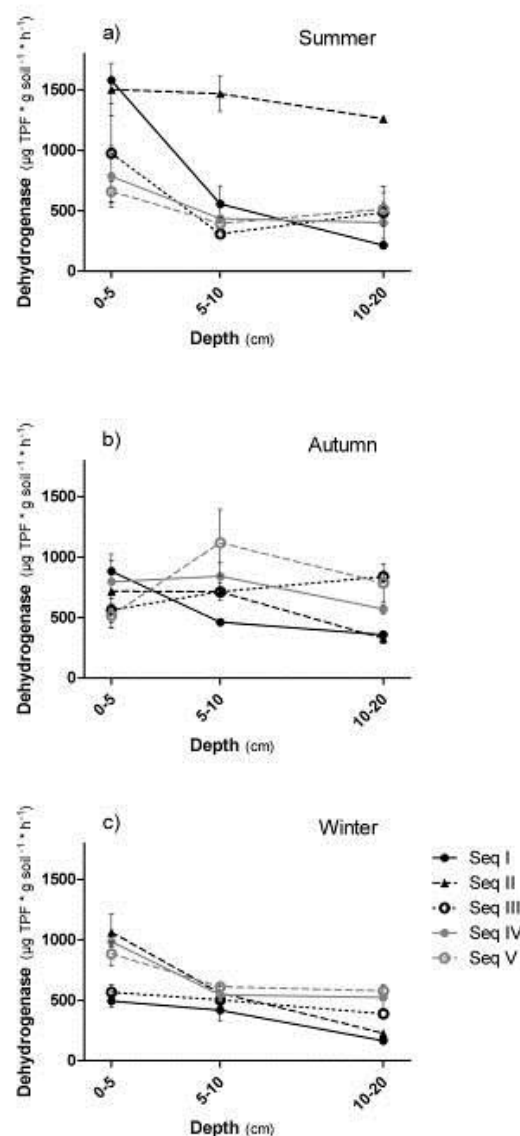 a)
Summer
Dehydrogenase (µg TPF * g soil ⁻¹ * h⁻¹)
1500
1000
500
0
0-5
5-10
10-20
Depth (cm)
b)
Autumn
Dehydrogenase (µg TPF * g soil ⁻¹ * h⁻¹)
1500
1000
500
0
0-5
5-10
10-20
Depth (cm)
c)
Winter
Dehydrogenase (µg TPF * g soil ⁻¹ * h⁻¹)
1500
1000
500
0
0-5
5-10
10-20
Depth (cm)
Seq I
Seq II
Seq III
Seq IV
Seq V